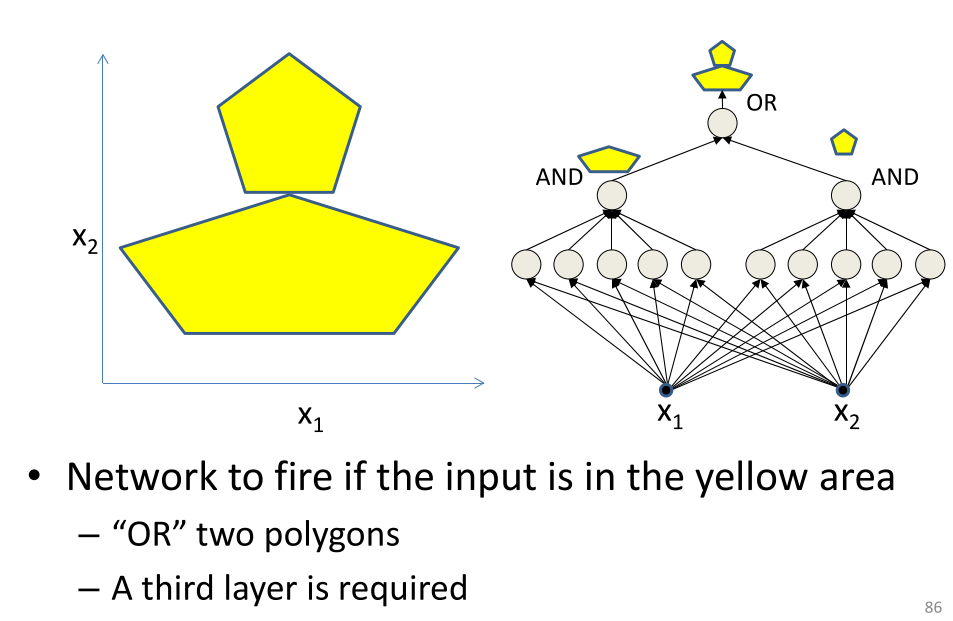 OR
AND
AND
x2
x1
x1
x2
• Network to fire if the input is in the yellow area
– “OR” two polygons
– A third layer is required
86